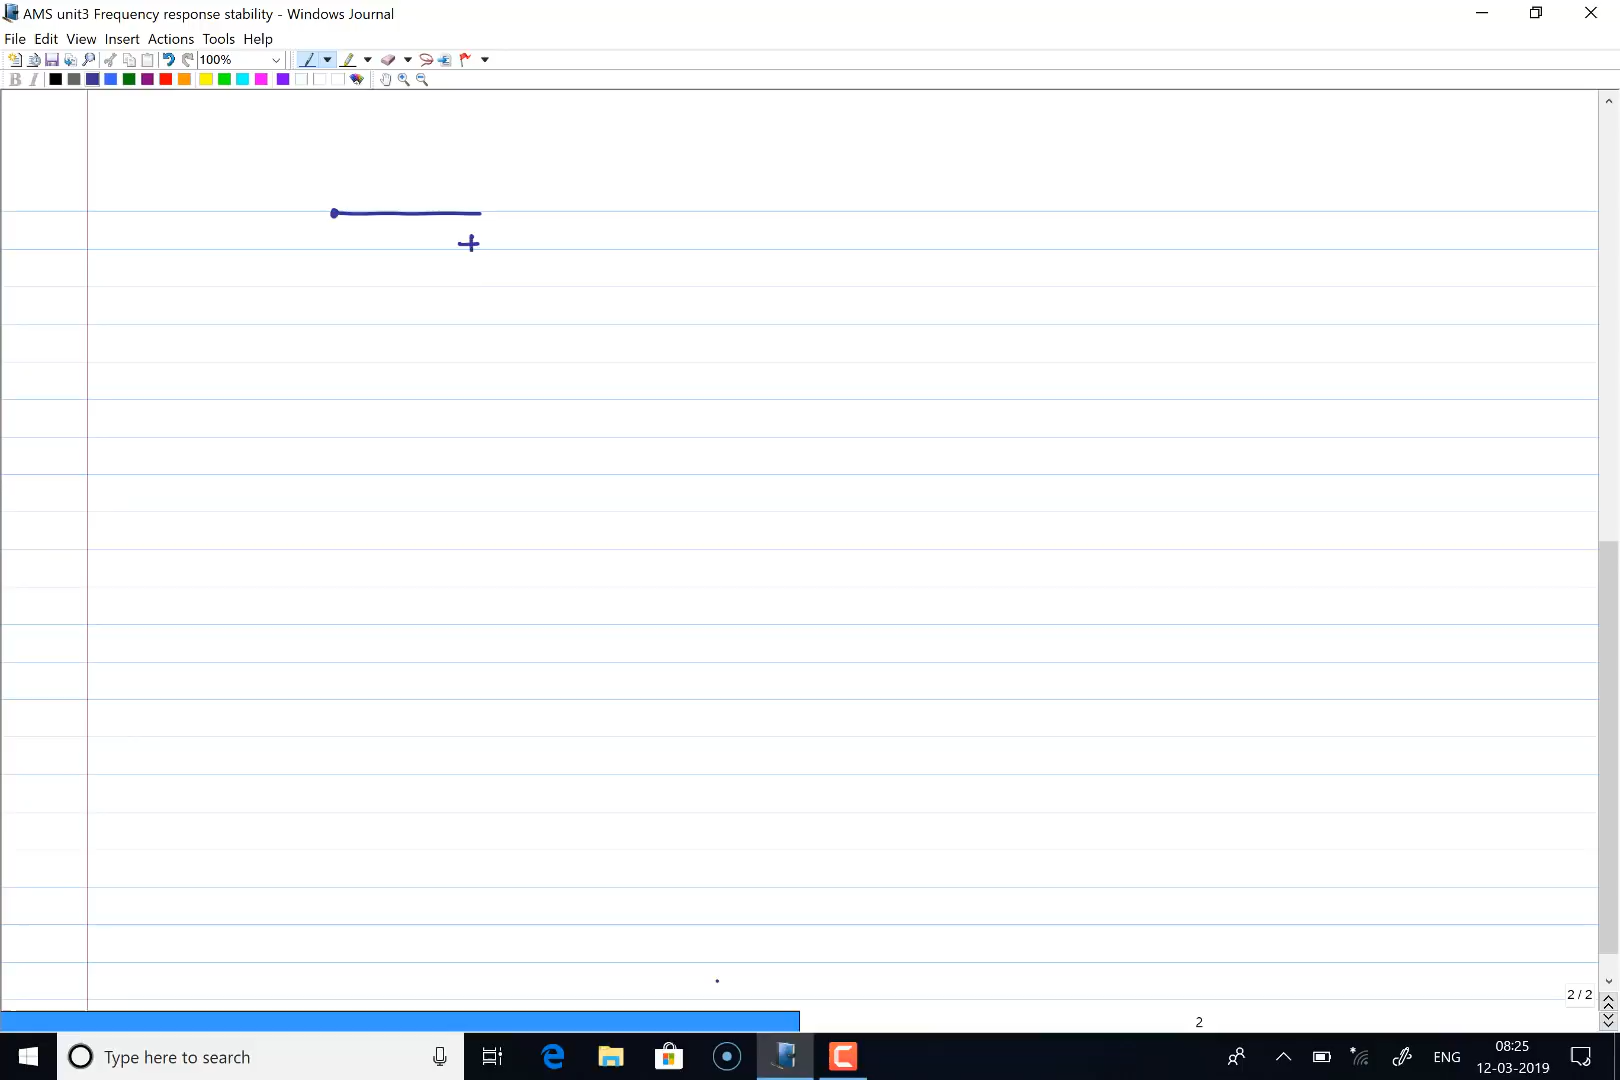 AMS unit3 Frequency response stability - Windows Journal
File Edit View Insert Actions Tools Help
100%
B I
+
2 / 2
2
Type here to search
ENG
08:25
12-03-2019